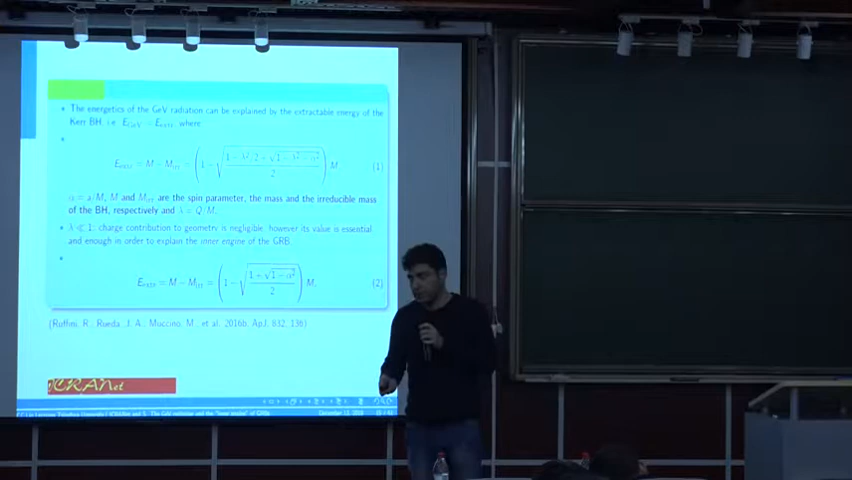 • The energetics of the GeV radiation can be explained by the extractable energy of the
Kerr BH, i.e. E_GeV = E_extr, where:
E_extr = M − M_irr = (1 − √((1 − λ²/2 + √(1 − λ² − α²))/2)) M (1)
α = a/M, M and M_irr are the spin parameter, the mass and the irreducible mass
of the BH, respectively and λ = Q/M.
• λ ≪ 1: charge contribution to geometry is negligible, however its value is essential
and enough in order to explain the inner engine of the GRB.
E_extr = M − M_irr = (1 − √((1 + √(1 − α²))/2)) M, (2)
(Ruffini, R., Rueda, J. A., Muccino, M., et al. 2016b, ApJ, 832, 136)
ICRANet
December 13, 2018